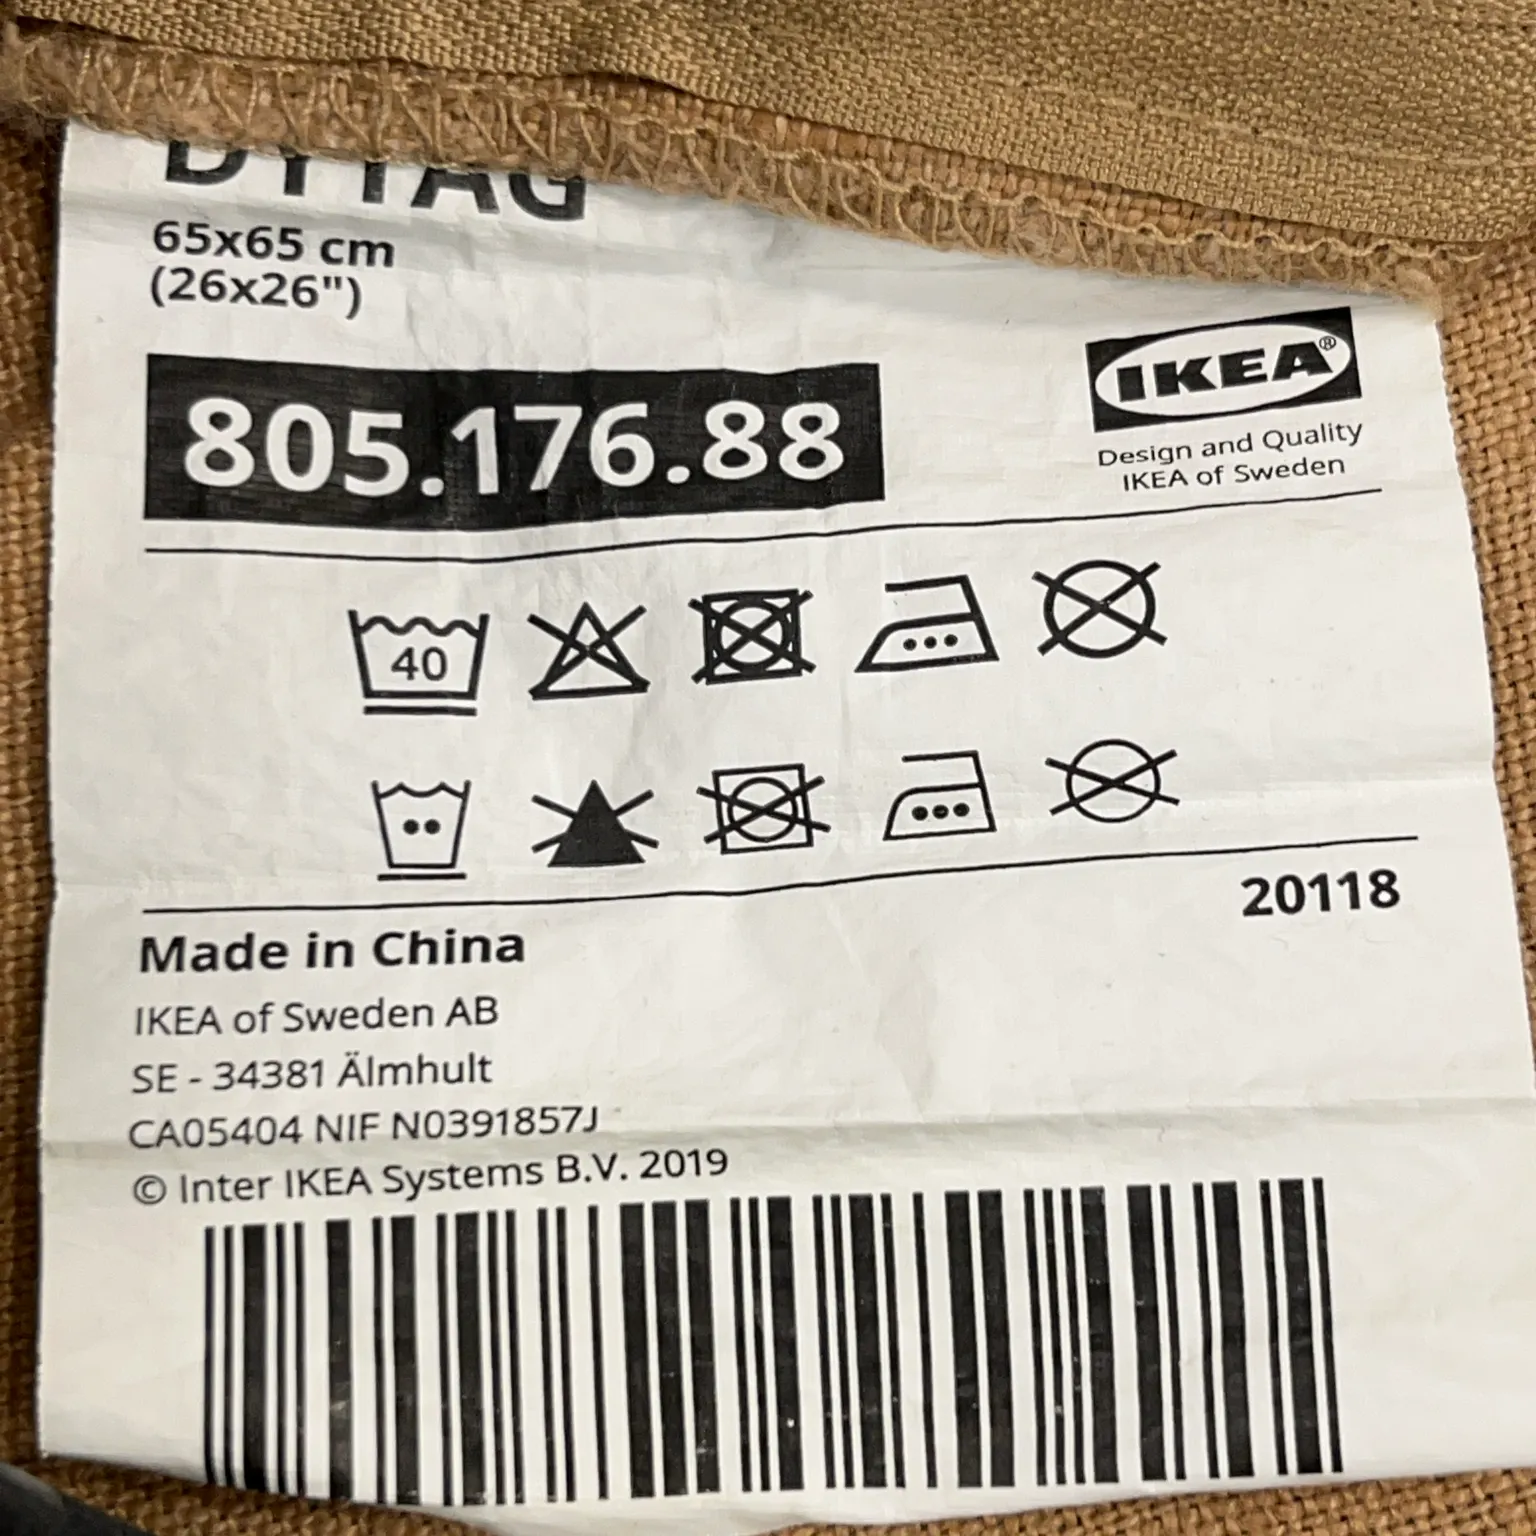 DYTAG
65x65 cm
(26x26")
805.176.88
IKEA®
Design and Quality
IKEA of Sweden
40
20118
Made in China
IKEA of Sweden AB
SE - 34381 Älmhult
CA05404 NIF N0391857J
© Inter IKEA Systems B.V. 2019